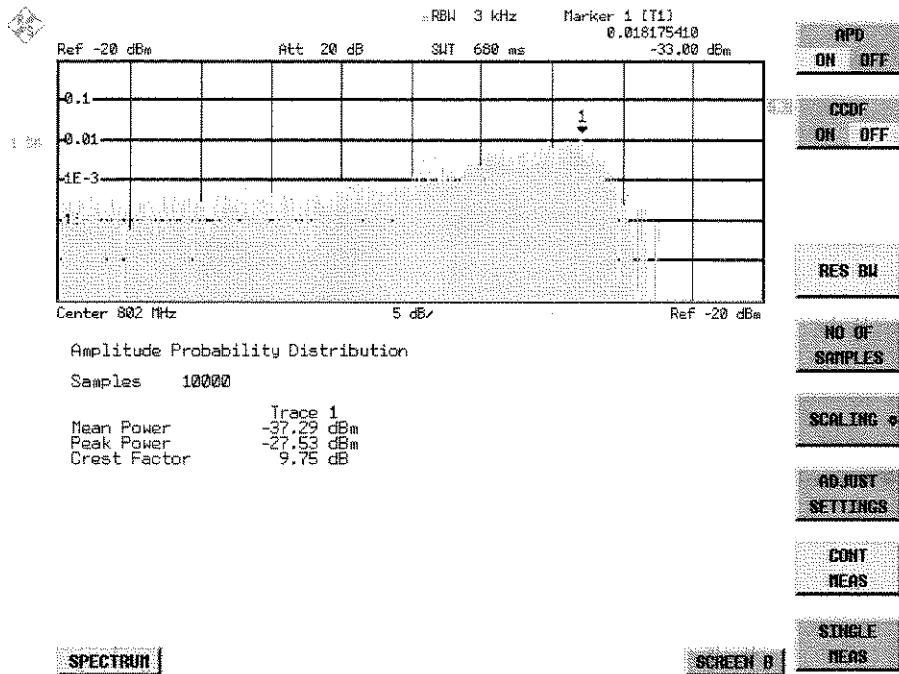 RBW 3 kHz Marker 1 [T1]
0.018175410
Ref -20 dBm Att 20 dB SWT 680 ms -33.00 dBm
0.1
0.01
1E-3
1
Center 802 MHz 5 dB/ Ref -20 dBm
Amplitude Probability Distribution
Samples 10000
Trace 1
Mean Power -37.29 dBm
Peak Power -27.53 dBm
Crest Factor 9.75 dB
APD
ON OFF
CCDF
ON OFF
RES BW
NO OF
SAMPLES
SCALING
ADJUST
SETTINGS
CONT
MEAS
SINGLE
MEAS
SPECTRUM
SCREEN B